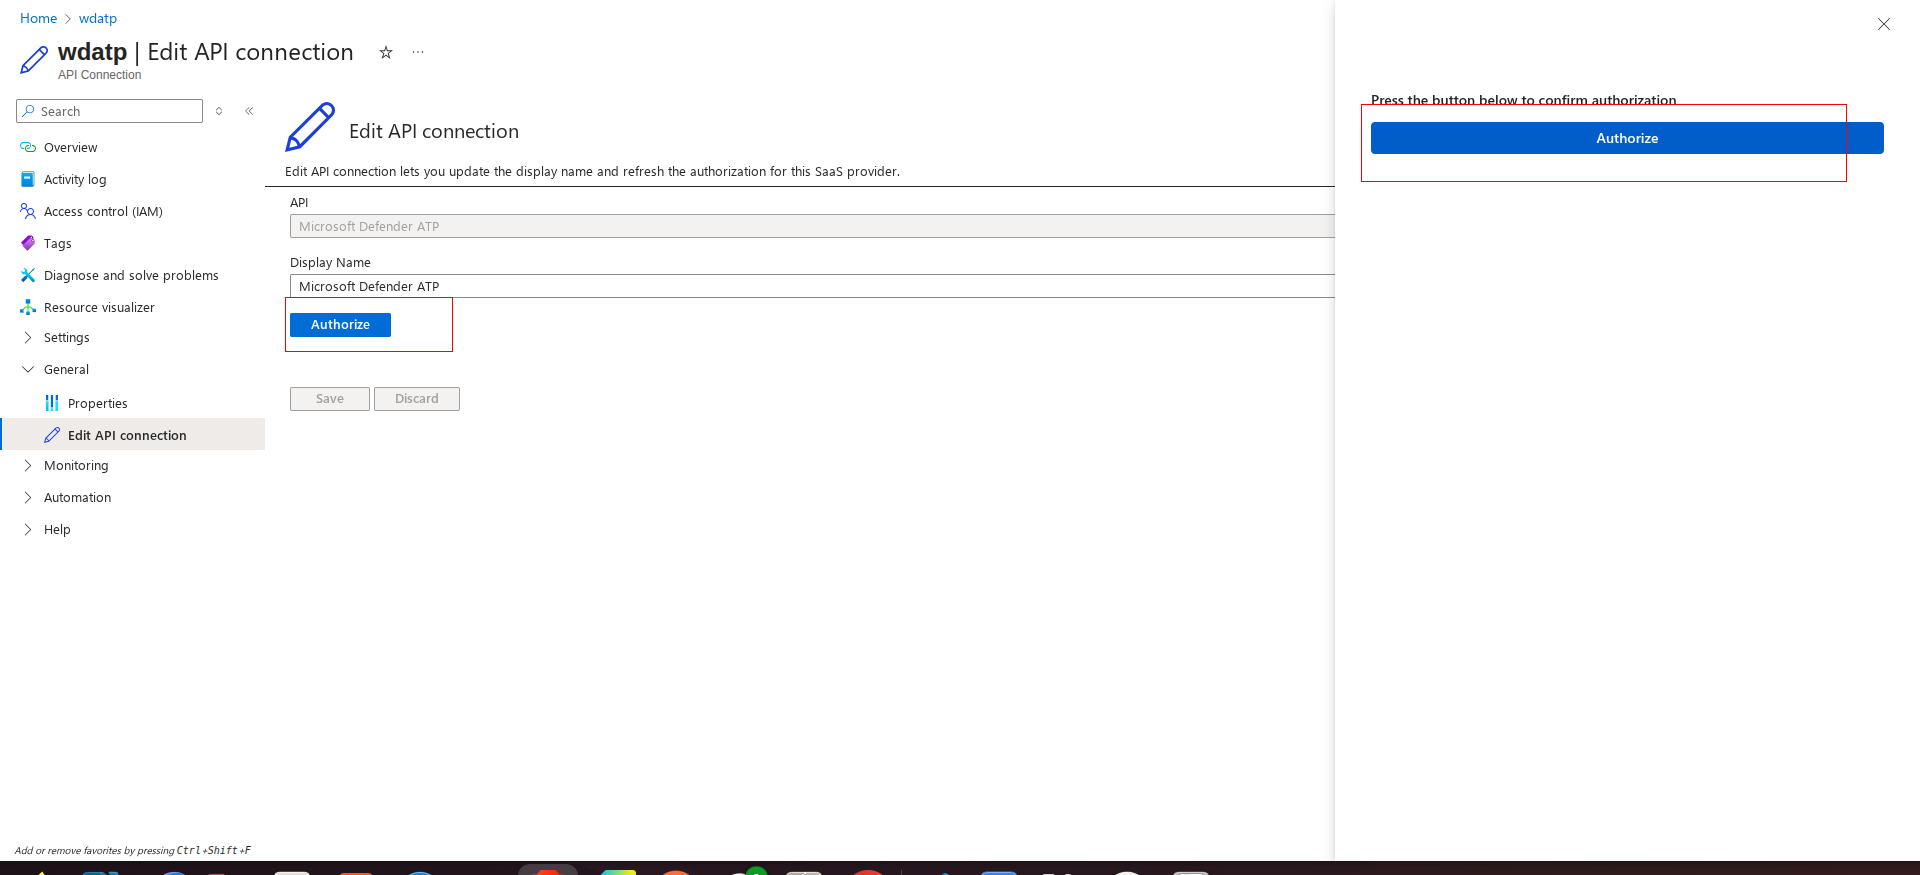 Home > wdatp
wdatp | Edit API connection
API Connection
Search
Overview
Activity log
Access control (IAM)
Tags
Diagnose and solve problems
Resource visualizer
Settings
General
Properties
Edit API connection
Monitoring
Automation
Help
Add or remove favorites by pressing Ctrl+Shift+F
Edit API connection
Edit API connection lets you update the display name and refresh the authorization for this SaaS provider.
API
Microsoft Defender ATP
Display Name
Microsoft Defender ATP
Authorize
Save Discard
Press the button below to confirm authorization
Authorize